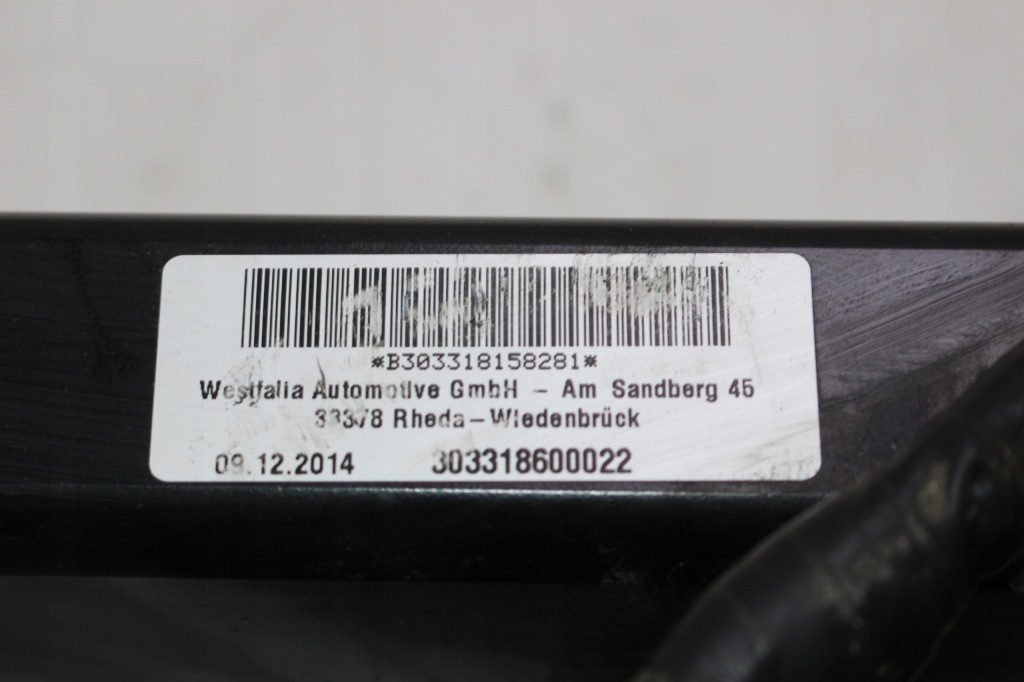 *B303318158281*
Westfalia Automotive GmbH - Am Sandberg 45
33378 Rheda-Wiedenbrück
09.12.2014 303318600022